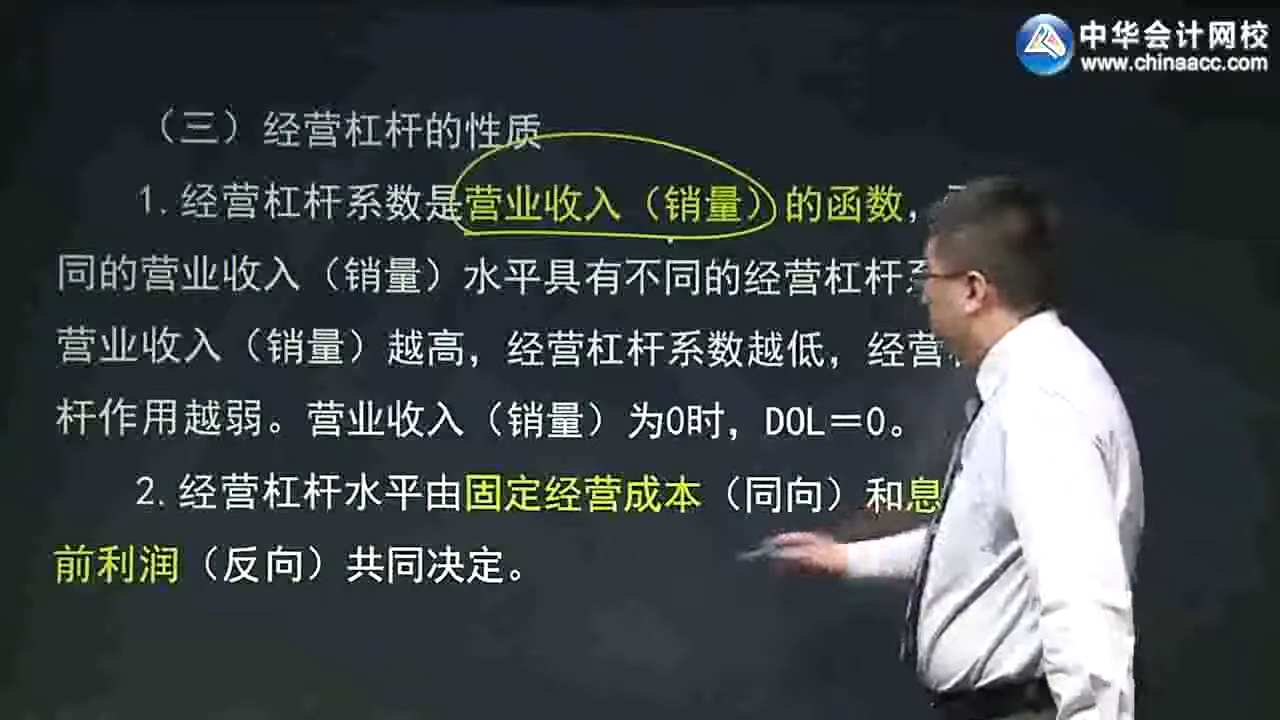 中华会计网校
www.chinaacc.com
（三）经营杠杆的性质
1.经营杠杆系数是营业收入（销量）的函数，
同的营业收入（销量）水平具有不同的经营杠杆
营业收入（销量）越高，经营杠杆系数越低，经营
杆作用越弱。营业收入（销量）为0时，DOL＝0。
2.经营杠杆水平由固定经营成本（同向）和息
前利润（反向）共同决定。